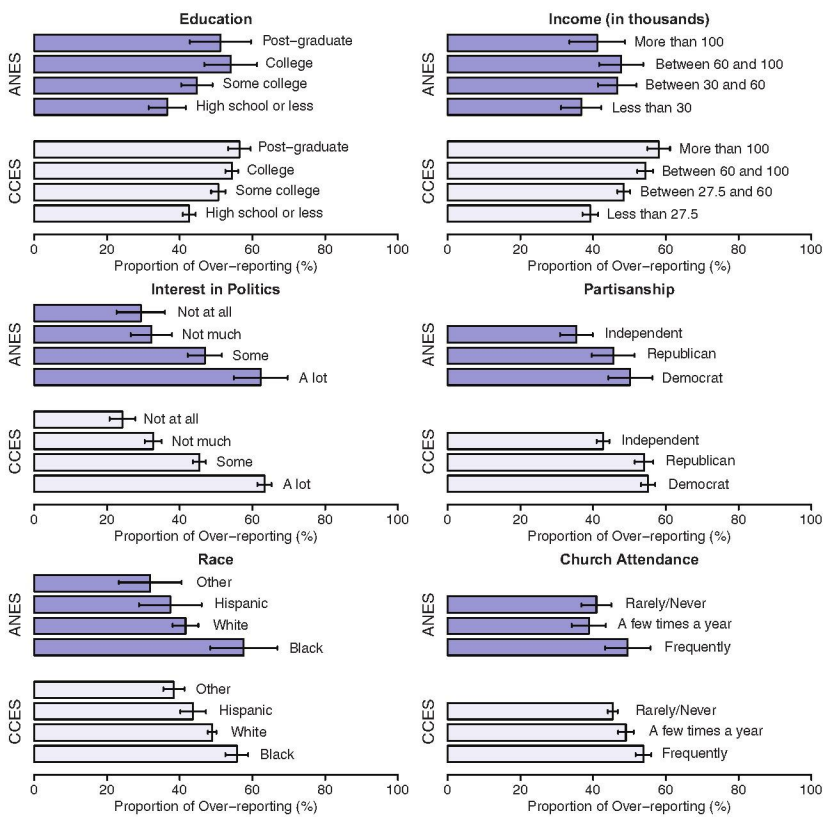 Education
ANES
Post−graduate
College
Some college
High school or less
CCES
Post−graduate
College
Some college
High school or less
0 20 40 60 80 100
Proportion of Over−reporting (%)
Income (in thousands)
ANES
More than 100
Between 60 and 100
Between 30 and 60
Less than 30
CCES
More than 100
Between 60 and 100
Between 27.5 and 60
Less than 27.5
0 20 40 60 80 100
Proportion of Over−reporting (%)
Interest in Politics
ANES
Not at all
Not much
Some
A lot
CCES
Not at all
Not much
Some
A lot
0 20 40 60 80 100
Proportion of Over−reporting (%)
Partisanship
ANES
Independent
Republican
Democrat
CCES
Independent
Republican
Democrat
0 20 40 60 80 100
Proportion of Over−reporting (%)
Race
ANES
Other
Hispanic
White
Black
CCES
Other
Hispanic
White
Black
0 20 40 60 80 100
Proportion of Over−reporting (%)
Church Attendance
ANES
Rarely/Never
A few times a year
Frequently
CCES
Rarely/Never
A few times a year
Frequently
0 20 40 60 80 100
Proportion of Over−reporting (%)